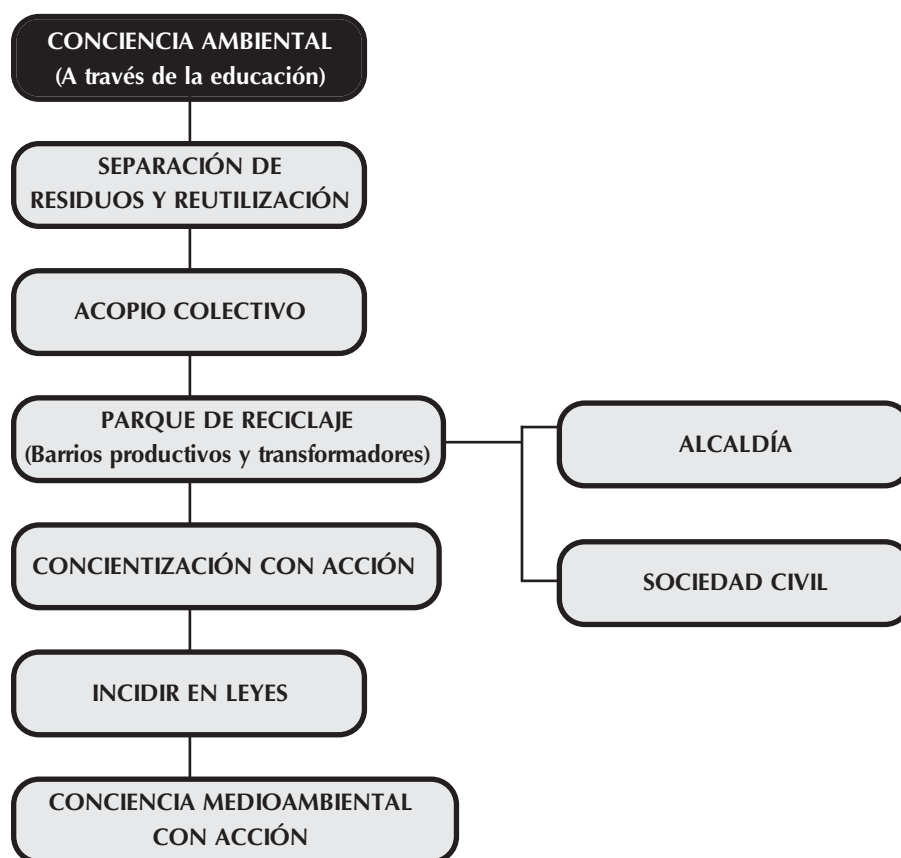 CONCIENCIA AMBIENTAL
(A través de la educación)
SEPARACIÓN DE
RESIDUOS Y REUTILIZACIÓN
ACOPIO COLECTIVO
PARQUE DE RECICLAJE
(Barrios productivos y transformadores)
ALCALDÍA
CONCIENTIZACIÓN CON ACCIÓN
SOCIEDAD CIVIL
INCIDIR EN LEYES
CONCIENCIA MEDIOAMBIENTAL
CON ACCIÓN